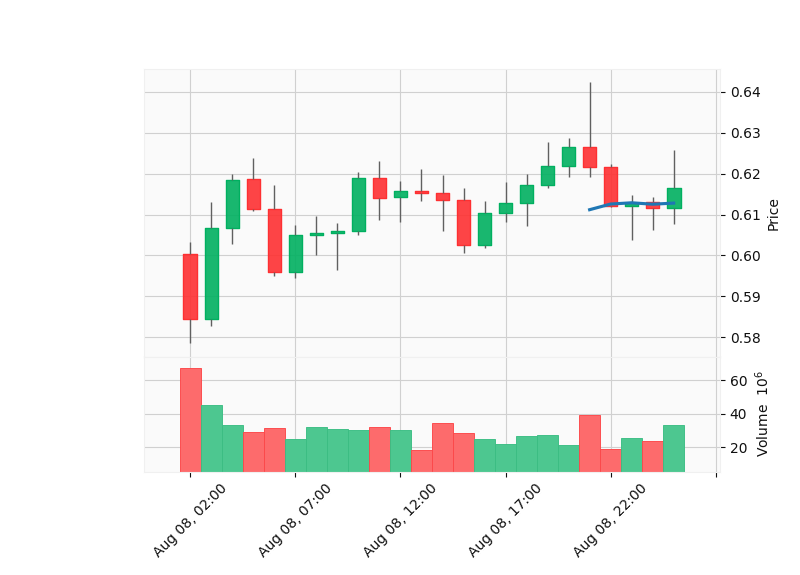 0.64
0.63
0.62
0.61
0.60
0.59
0.58
Price
60
40
20
Volume 10^6
Aug 08, 02:00
Aug 08, 07:00
Aug 08, 12:00
Aug 08, 17:00
Aug 08, 22:00